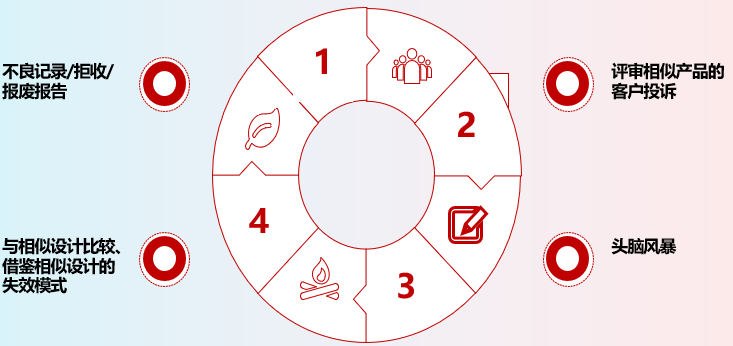 不良记录/拒收/
报废报告
1
评审相似产品的
客户投诉
2
与相似设计比较、
借鉴相似设计的
失效模式
4
3
头脑风暴